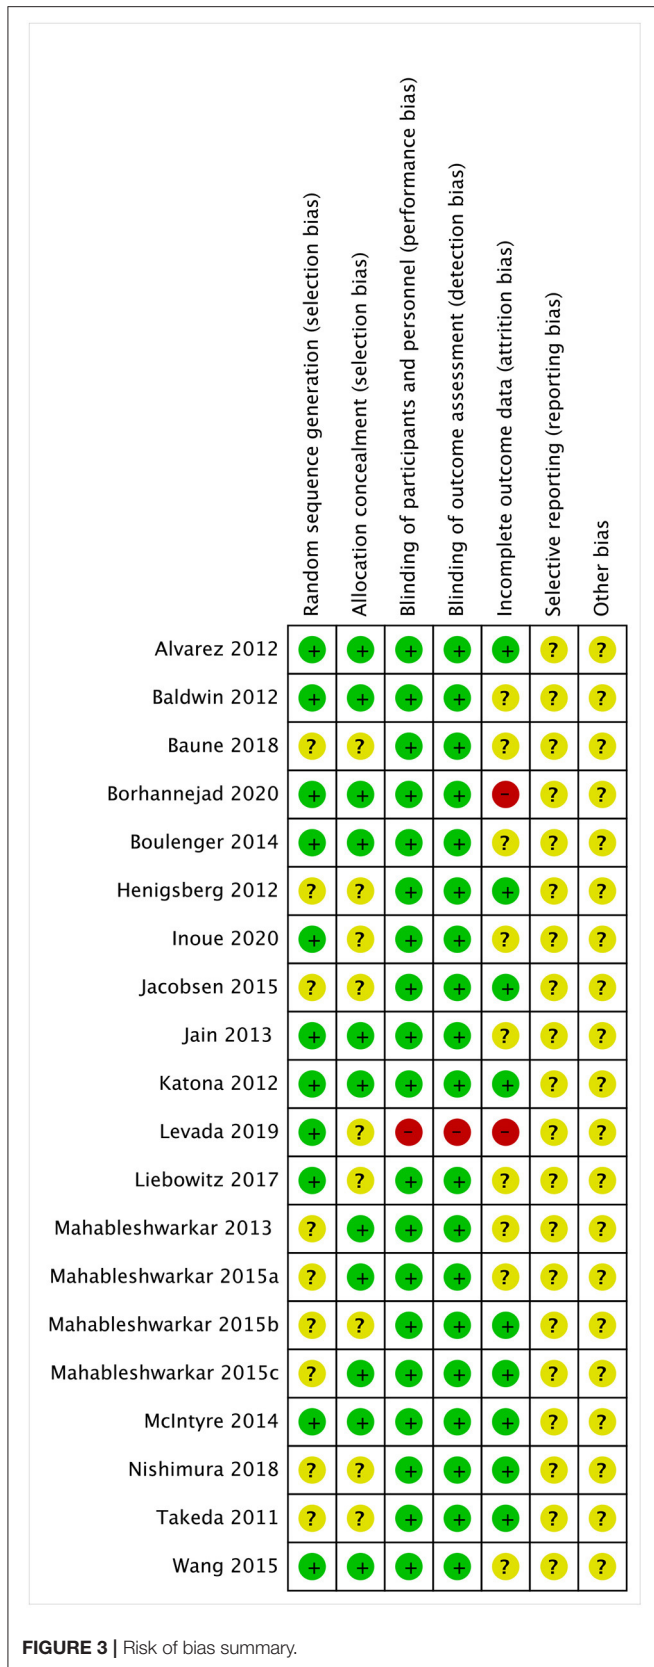 Random sequence generation (selection bias)
Allocation concealment (selection bias)
Blinding of participants and personnel (performance bias)
Blinding of outcome assessment (detection bias)
Incomplete outcome data (attrition bias)
Selective reporting (reporting bias)
Other bias
Alvarez 2012 + + + + + ? ?
Baldwin 2012 + + + + ? ? ?
Baune 2018 ? ? + + ? ? ?
Borhannejad 2020 + + + + - ? ?
Boulenger 2014 + + + + ? ? ?
Henigsberg 2012 ? ? + + + ? ?
Inoue 2020 + ? + + ? ? ?
Jacobsen 2015 ? ? + + + ? ?
Jain 2013 + + + + ? ? ?
Katona 2012 + + + + + ? ?
Levada 2019 + ? - - - ? ?
Liebowitz 2017 + ? + + ? ? ?
Mahableshwarkar 2013 ? + + + ? ? ?
Mahableshwarkar 2015a ? + + + ? ? ?
Mahableshwarkar 2015b ? ? + + + ? ?
Mahableshwarkar 2015c ? + + + + ? ?
McIntyre 2014 + + + + + ? ?
Nishimura 2018 ? ? + + + ? ?
Takeda 2011 ? ? + + + ? ?
Wang 2015 + + + + ? ? ?
FIGURE 3 | Risk of bias summary.